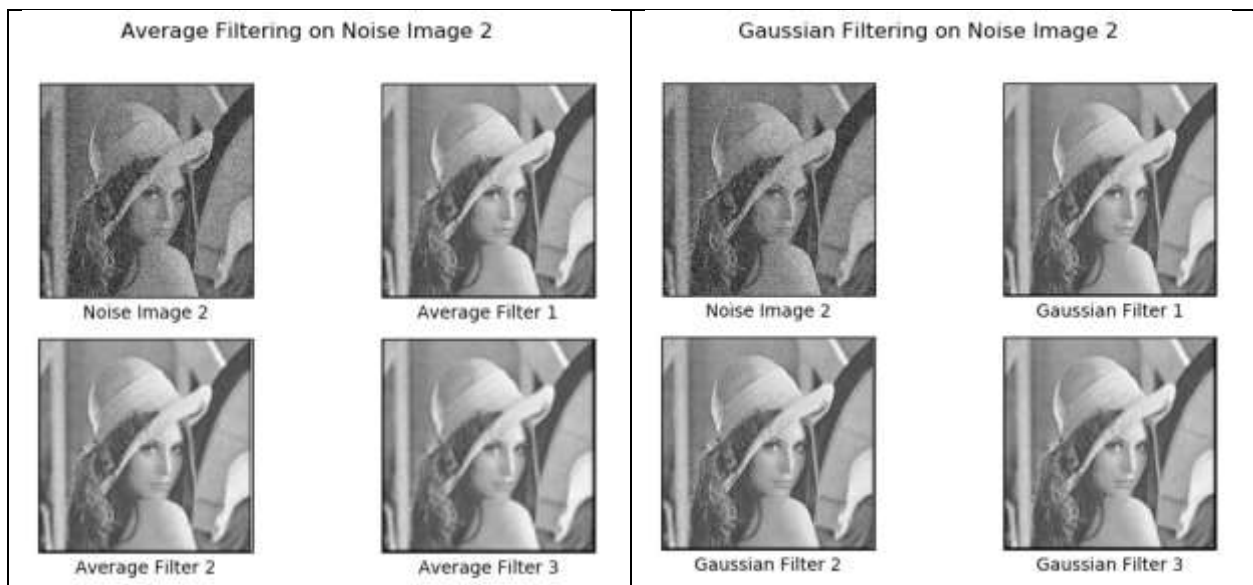 Average Filtering on Noise Image 2
Noise Image 2
Average Filter 1
Average Filter 2
Average Filter 3
Gaussian Filtering on Noise Image 2
Noise Image 2
Gaussian Filter 1
Gaussian Filter 2
Gaussian Filter 3